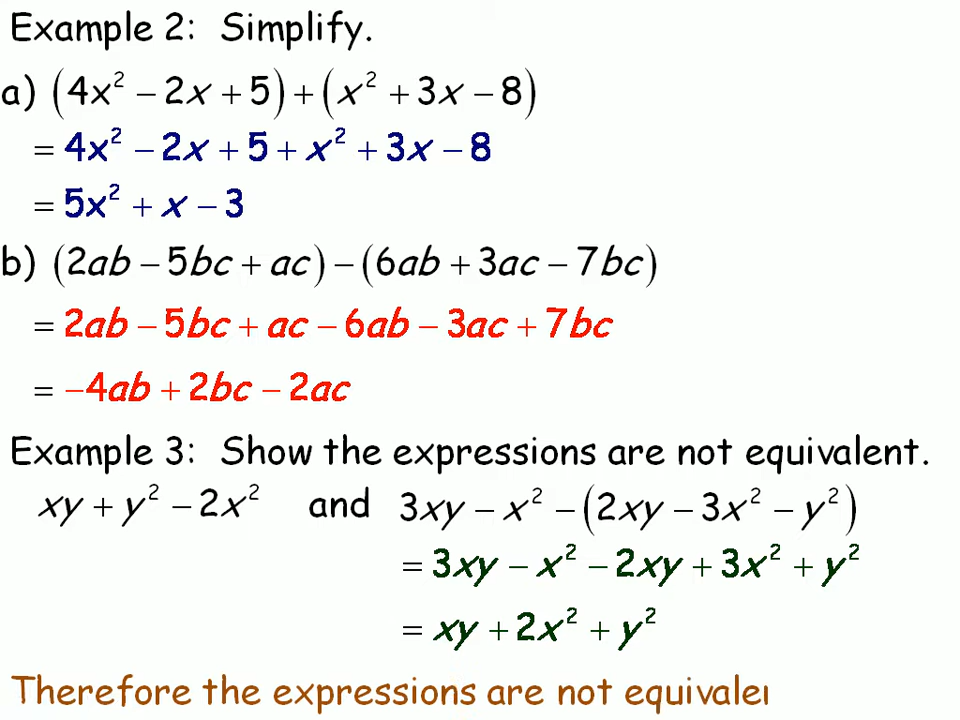 Example 2: Simplify.
a) (4x² − 2x + 5) + (x² + 3x − 8)
= 4x² − 2x + 5 + x² + 3x − 8
= 5x² + x − 3
b) (2ab − 5bc + ac) − (6ab + 3ac − 7bc)
= 2ab − 5bc + ac − 6ab − 3ac + 7bc
= −4ab + 2bc − 2ac
Example 3: Show the expressions are not equivalent.
xy + y² − 2x² and 3xy − x² − (2xy − 3x² − y²)
= 3xy − x² − 2xy + 3x² + y²
= xy + 2x² + y²
Therefore the expressions are not